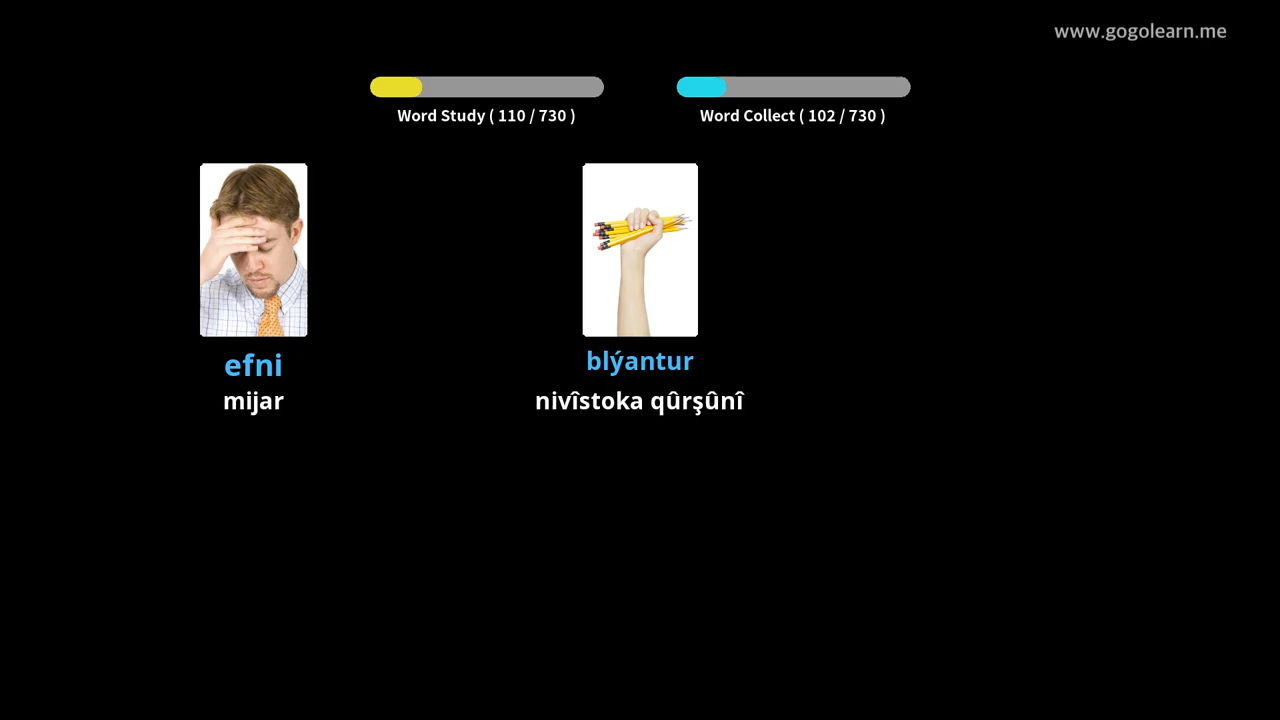 www.gogolearn.me
Word Study ( 110 / 730 )
Word Collect ( 102 / 730 )
efni
mijar
blýantur
nivîstoka qûrşûnî